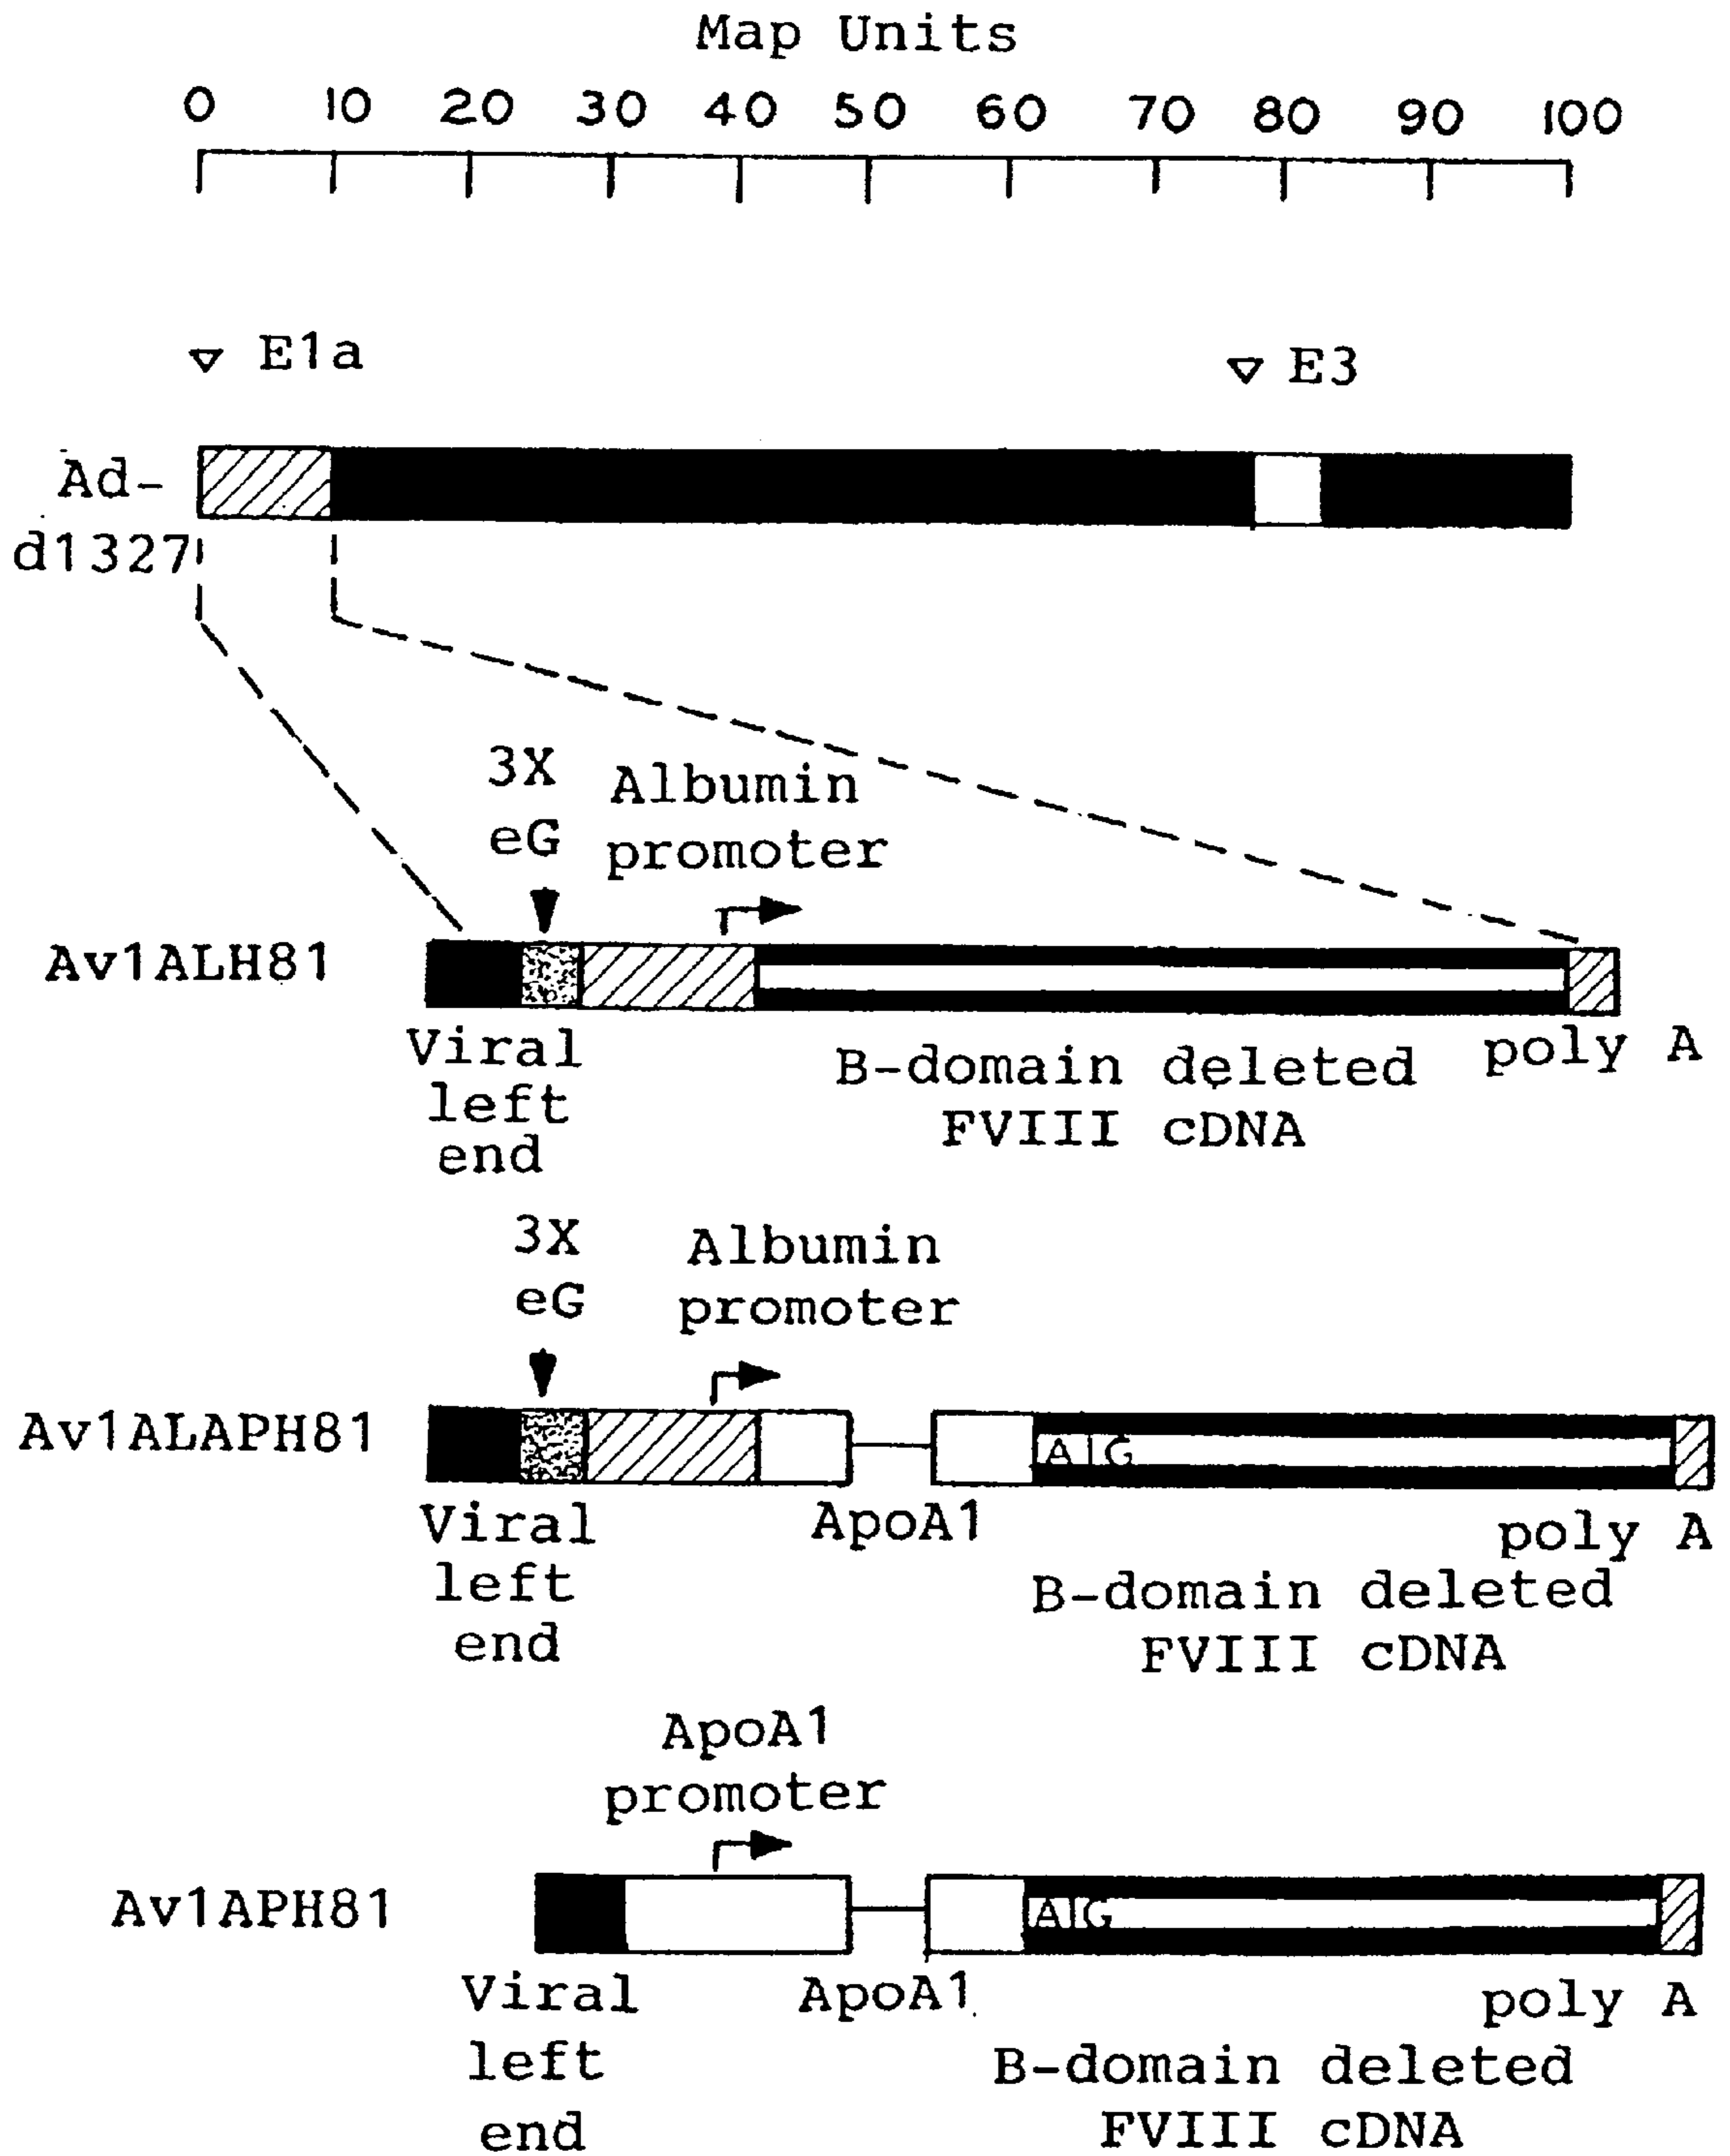 Map Units
0 10 20 30 40 50 60 70 80 90 100
E1a
E3
Ad-
d1327
3X
eG
Albumin
promoter
Av1ALH81
Viral
left
end
B-domain deleted
FVIII cDNA
poly A
3X
eG
Albumin
promoter
Av1ALAPH81
ATG
Viral
left
end
ApoA1
poly A
B-domain deleted
FVIII cDNA
ApoA1
promoter
Av1APH81
ATG
Viral
left
end
ApoA1
poly A
B-domain deleted
FVIII cDNA